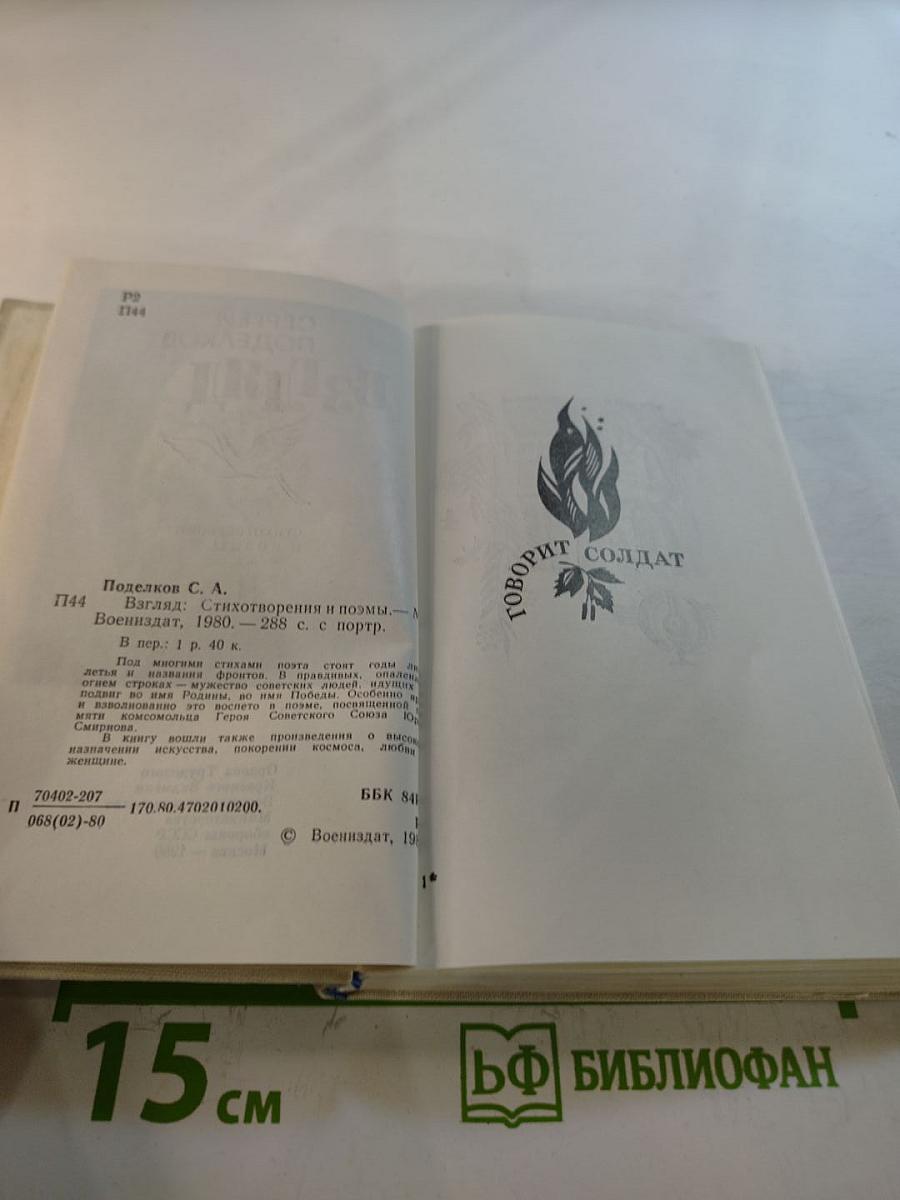 Р2
П44
Поделков С. А.
П44 Взгляд: Стихотворения и поэмы.—
Воениздат, 1980. — 288 с. с портр.
В пер.: 1 р. 40 к.
Под многими стихами поэта стоят годы
летья и названия фронтов. В правдивых,
огнем строках — мужество советских людей, идущих
подвиг во имя Родины, во имя Победы. Особенно
и взволнованно это воспето в поэме, посвященной
мяти комсомольца Героя Советского Союза
Смирнова.
В книгу вошли также произведения о
назначении искусства, покорении космоса, любви
женщине.
П 70402-207
068(02)-80 — 170.80.4702010200.
ББК
© Воениздат,
1*
ГОВОРИТ СОЛДАТ
15 см
БФ БИБЛИОФАН